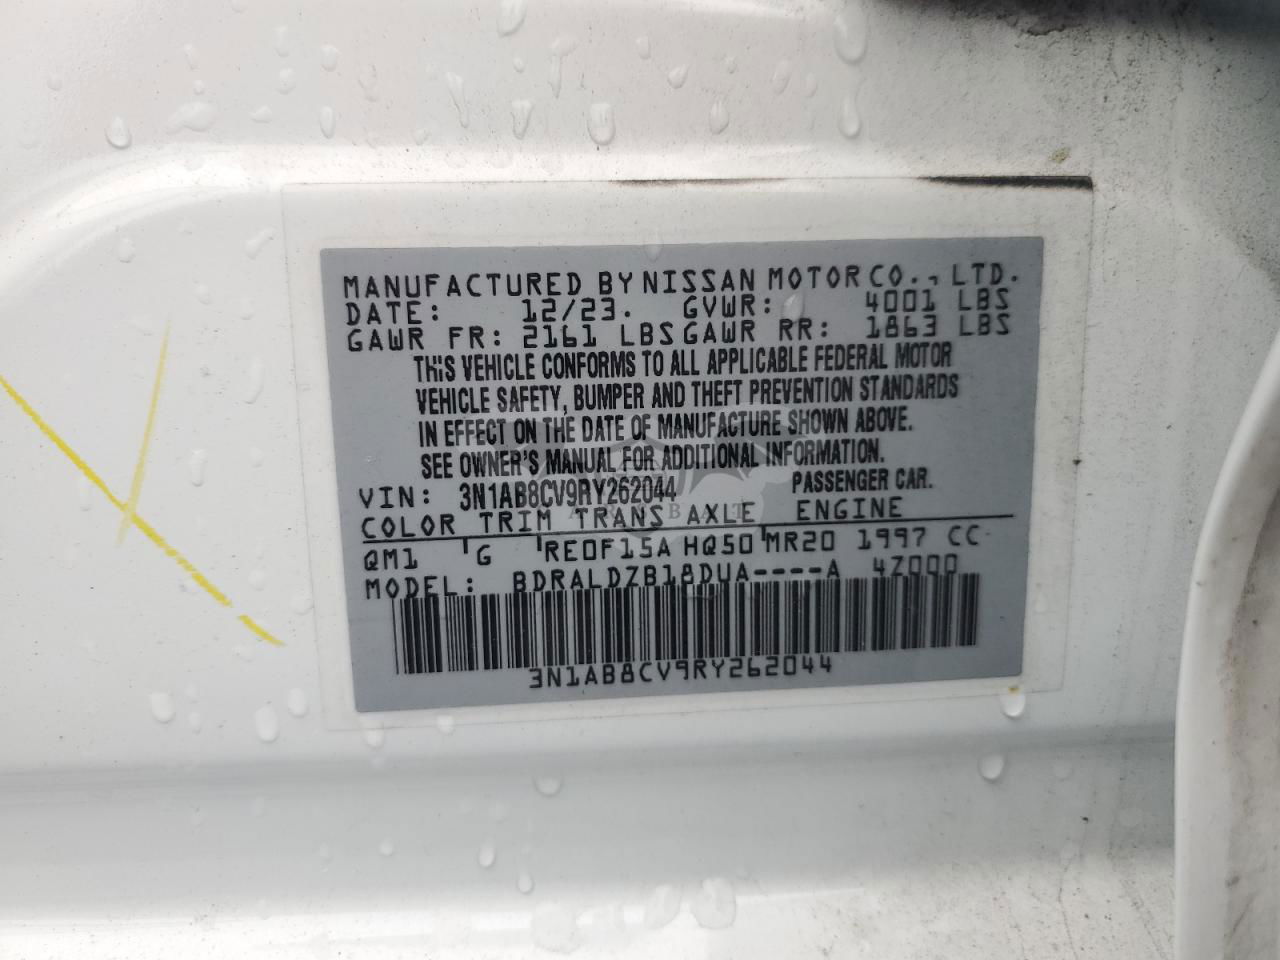 MANUFACTURED BY NISSAN MOTOR CO., LTD.
DATE: 12/23. GVWR: 4001 LBS
GAWR FR: 2161 LBS GAWR RR: 1863 LBS
THIS VEHICLE CONFORMS TO ALL APPLICABLE FEDERAL MOTOR
VEHICLE SAFETY, BUMPER AND THEFT PREVENTION STANDARDS
IN EFFECT ON THE DATE OF MANUFACTURE SHOWN ABOVE.
SEE OWNER'S MANUAL FOR ADDITIONAL INFORMATION.
VIN: 3N1AB8CV9RY262044 PASSENGER CAR.
COLOR TRIM TRANS AXLE ENGINE
QM1 G RE0F15A HQ50 MR20 1997 CC
MODEL: BDRALDZB18DUA----A 4Z000
3N1AB8CV9RY262044